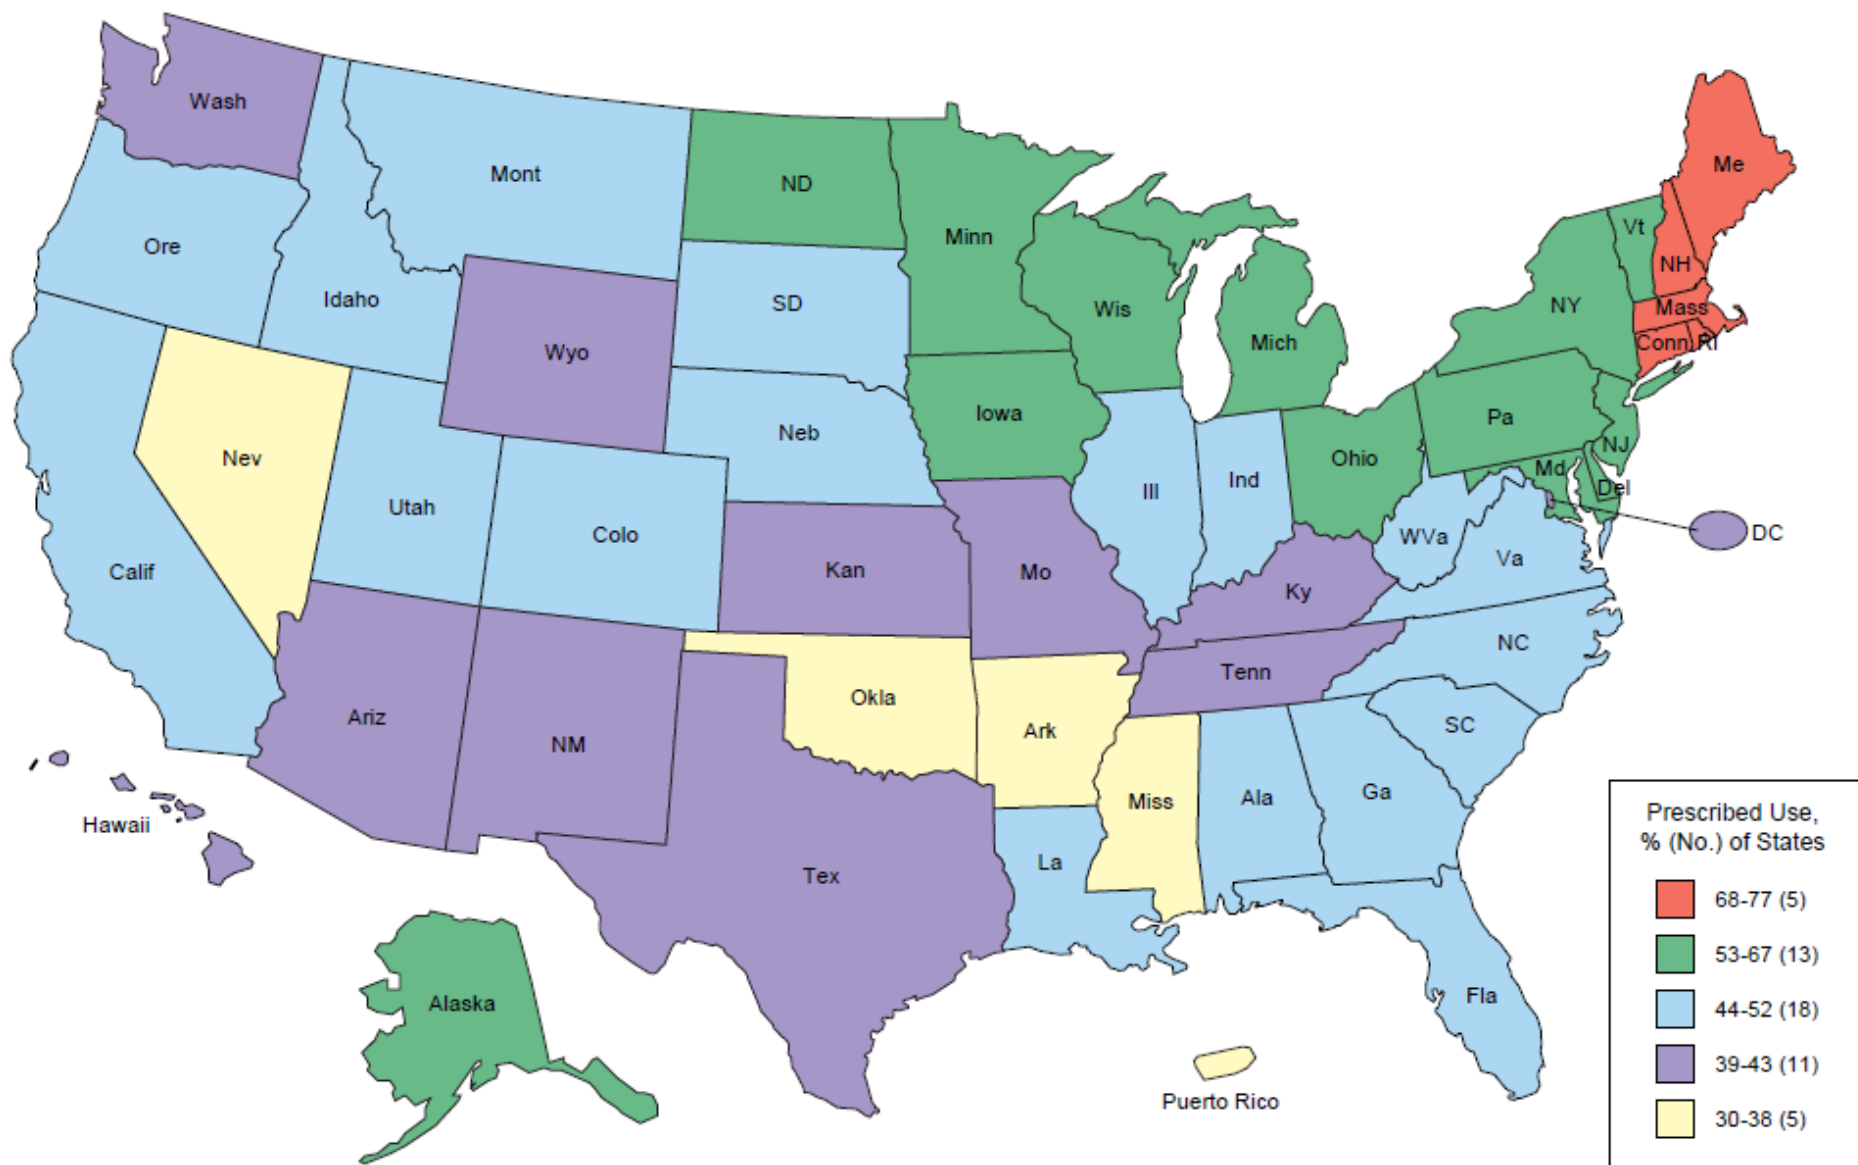 Wash
Mont
ND
Minn
Me
Vt
Ore
Idaho
SD
Wis
NH
NY
Mass
Wyo
Mich
Conn
RI
Iowa
Pa
Neb
NJ
Nev
Ohio
Md
Ill
Ind
Del
Utah
Colo
WVa
DC
Va
Calif
Kan
Mo
Ky
NC
Tenn
Okla
Ariz
SC
Ark
NM
Ga
Miss
Ala
Hawaii
La
Tex
Fla
Alaska
Puerto Rico
Prescribed Use,
% (No.) of States
68-77 (5)
53-67 (13)
44-52 (18)
39-43 (11)
30-38 (5)